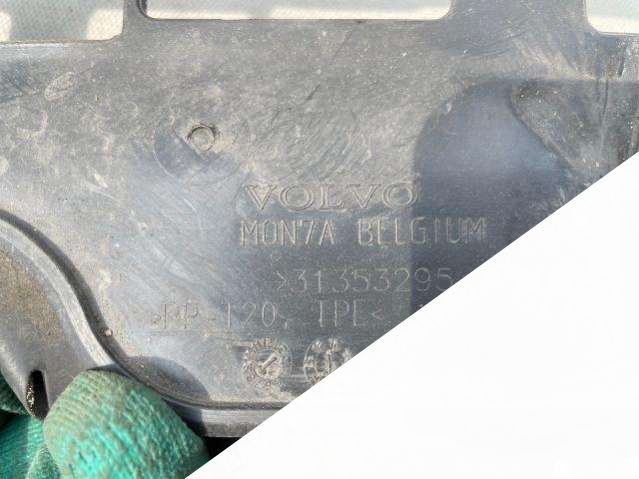 VOLVO
MON7A BELGIUM
>31353295
>PP-T20, TPE<